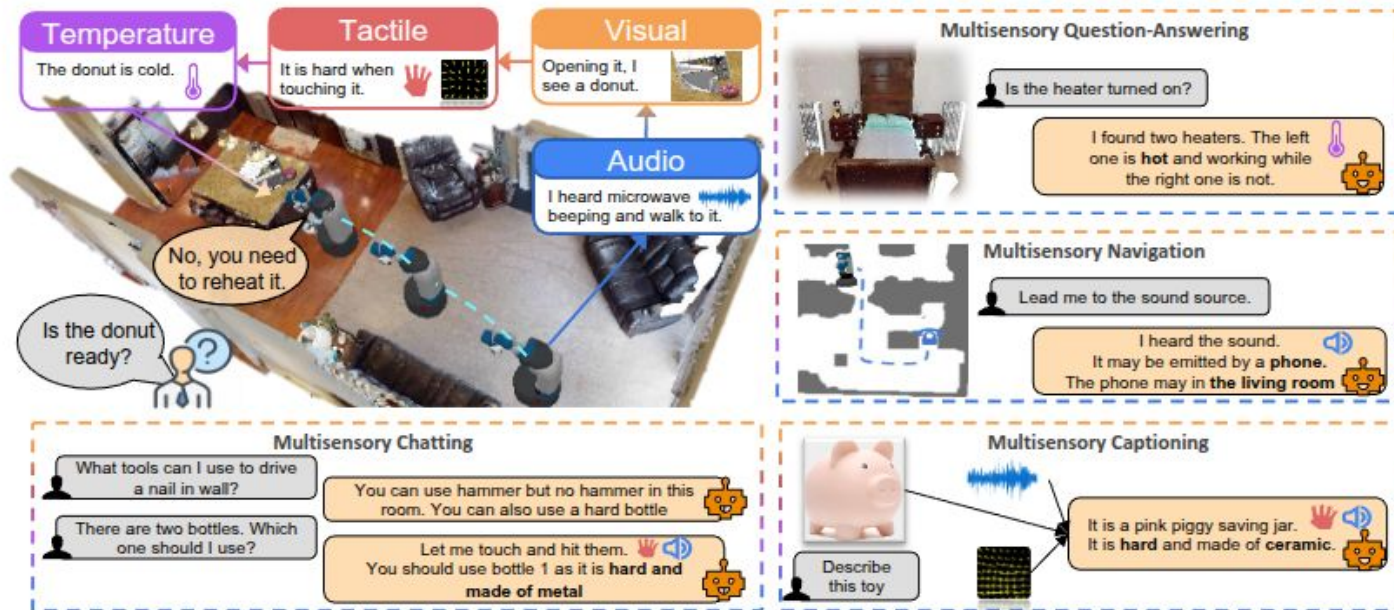 Temperature
The donut is cold.
Tactile
It is hard when
touching it.
Visual
Opening it, I
see a donut.
Audio
I heard microwave
beeping and walk to it.
No, you need
to reheat it.
Is the donut
ready?
Multisensory Question-Answering
Is the heater turned on?
I found two heaters. The left
one is hot and working while
the right one is not.
Multisensory Navigation
Lead me to the sound source.
I heard the sound.
It may be emitted by a phone.
The phone may in the living room
Multisensory Chatting
What tools can I use to drive
a nail in wall?
You can use hammer but no hammer in this
room. You can also use a hard bottle
There are two bottles. Which
one should I use?
Let me touch and hit them.
You should use bottle 1 as it is hard and
made of metal
Multisensory Captioning
Describe
this toy
It is a pink piggy saving jar.
It is hard and made of ceramic.